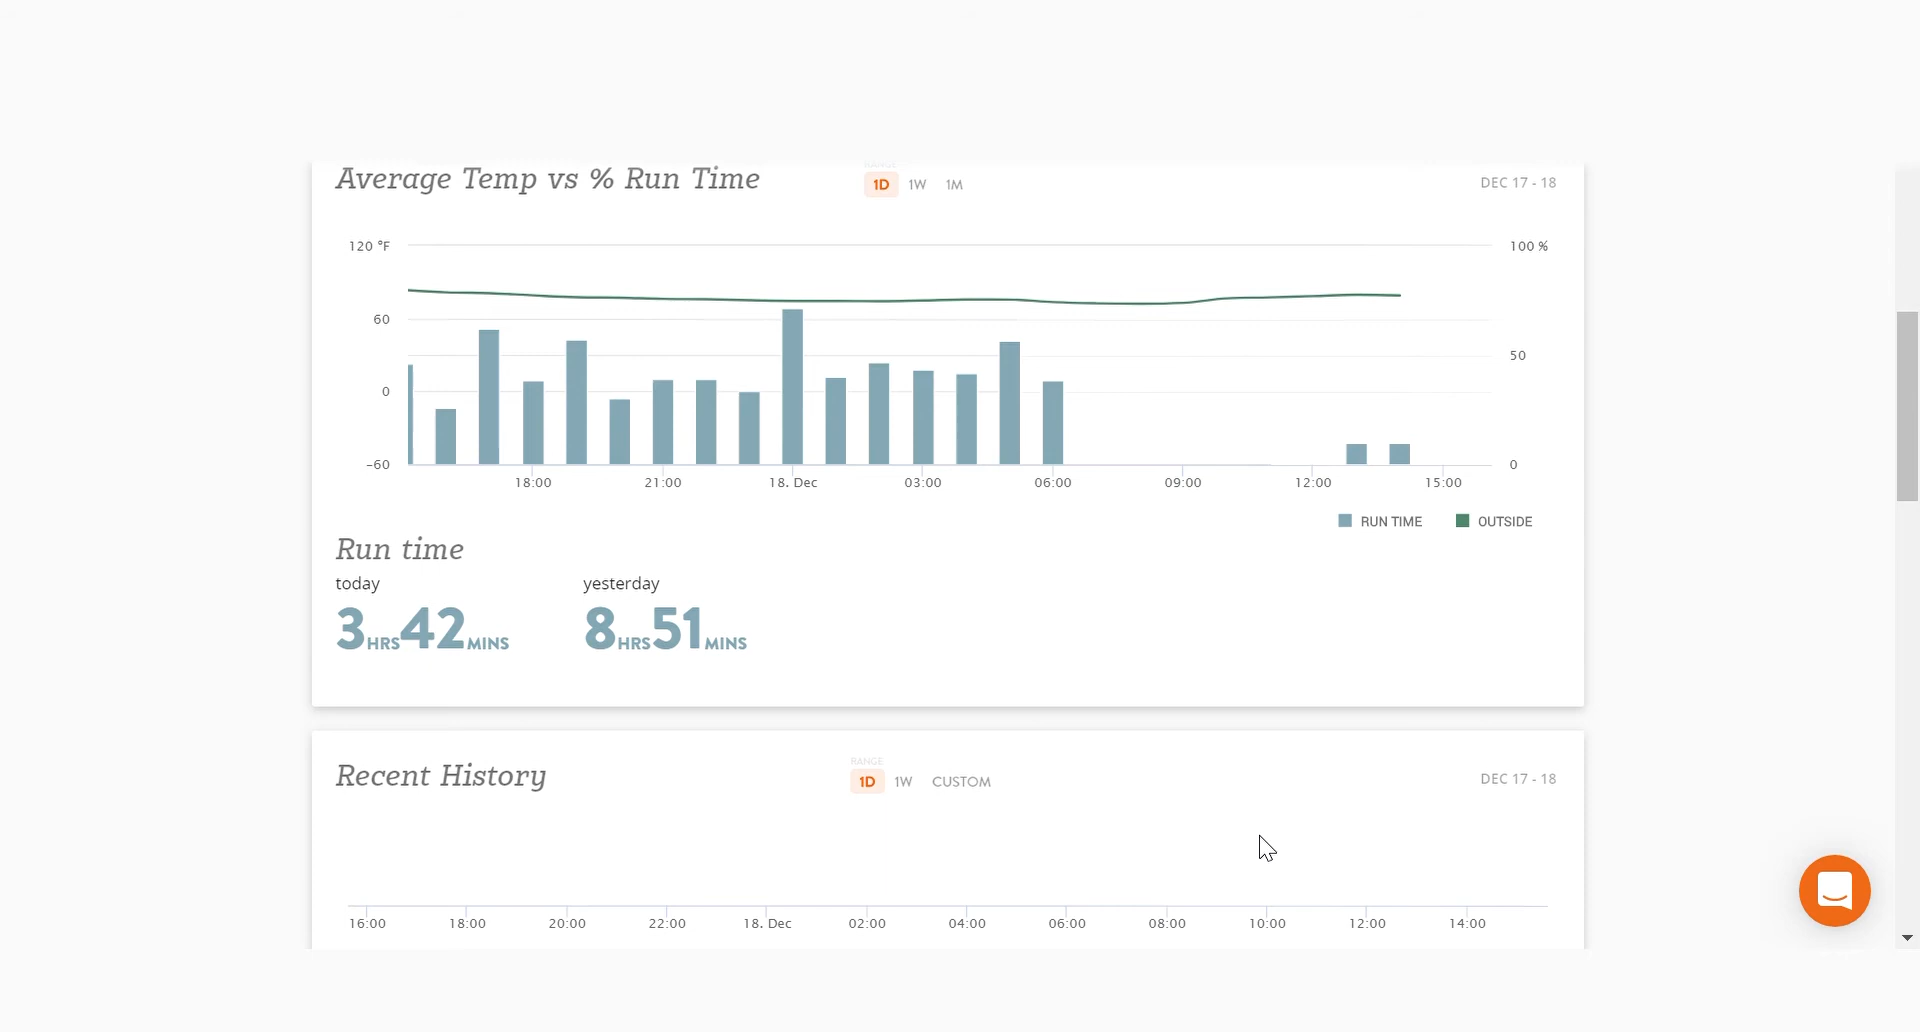 RANGE
Average Temp vs % Run Time 1D 1W 1M DEC 17 - 18
120 °F 100 %
60
50
0
-60 0
18:00 21:00 18. Dec 03:00 06:00 09:00 12:00 15:00
RUN TIME OUTSIDE
Run time
today yesterday
3HRS42MINS 8HRS51MINS
RANGE
Recent History 1D 1W CUSTOM DEC 17 - 18
16:00 18:00 20:00 22:00 18. Dec 02:00 04:00 06:00 08:00 10:00 12:00 14:00